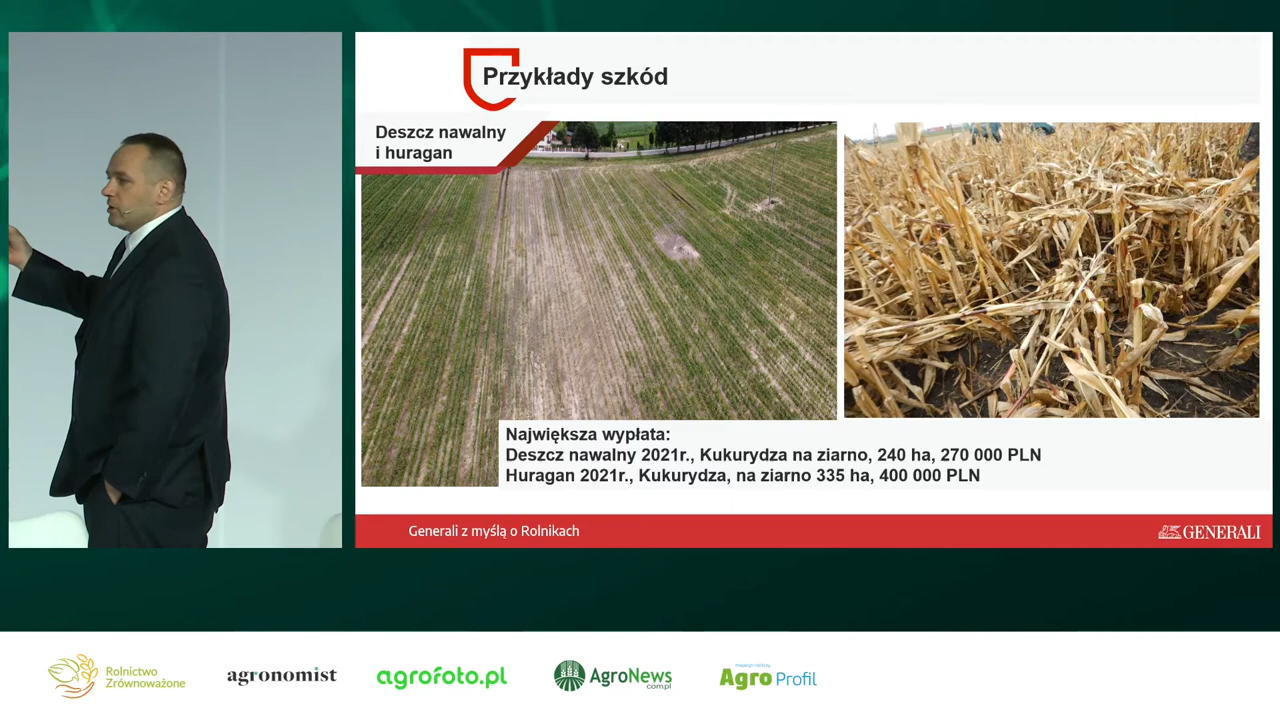 Przykłady szkód
Deszcz nawalny
i huragan
Największa wypłata:
Deszcz nawalny 2021r., Kukurydza na ziarno, 240 ha, 270 000 PLN
Huragan 2021r., Kukurydza, na ziarno 335 ha, 400 000 PLN
Generali z myślą o Rolnikach
GENERALI
Rolnictwo
Zrównoważone
agronomist
agrofoto.pl
AgroNews
com.pl
Agro Profil